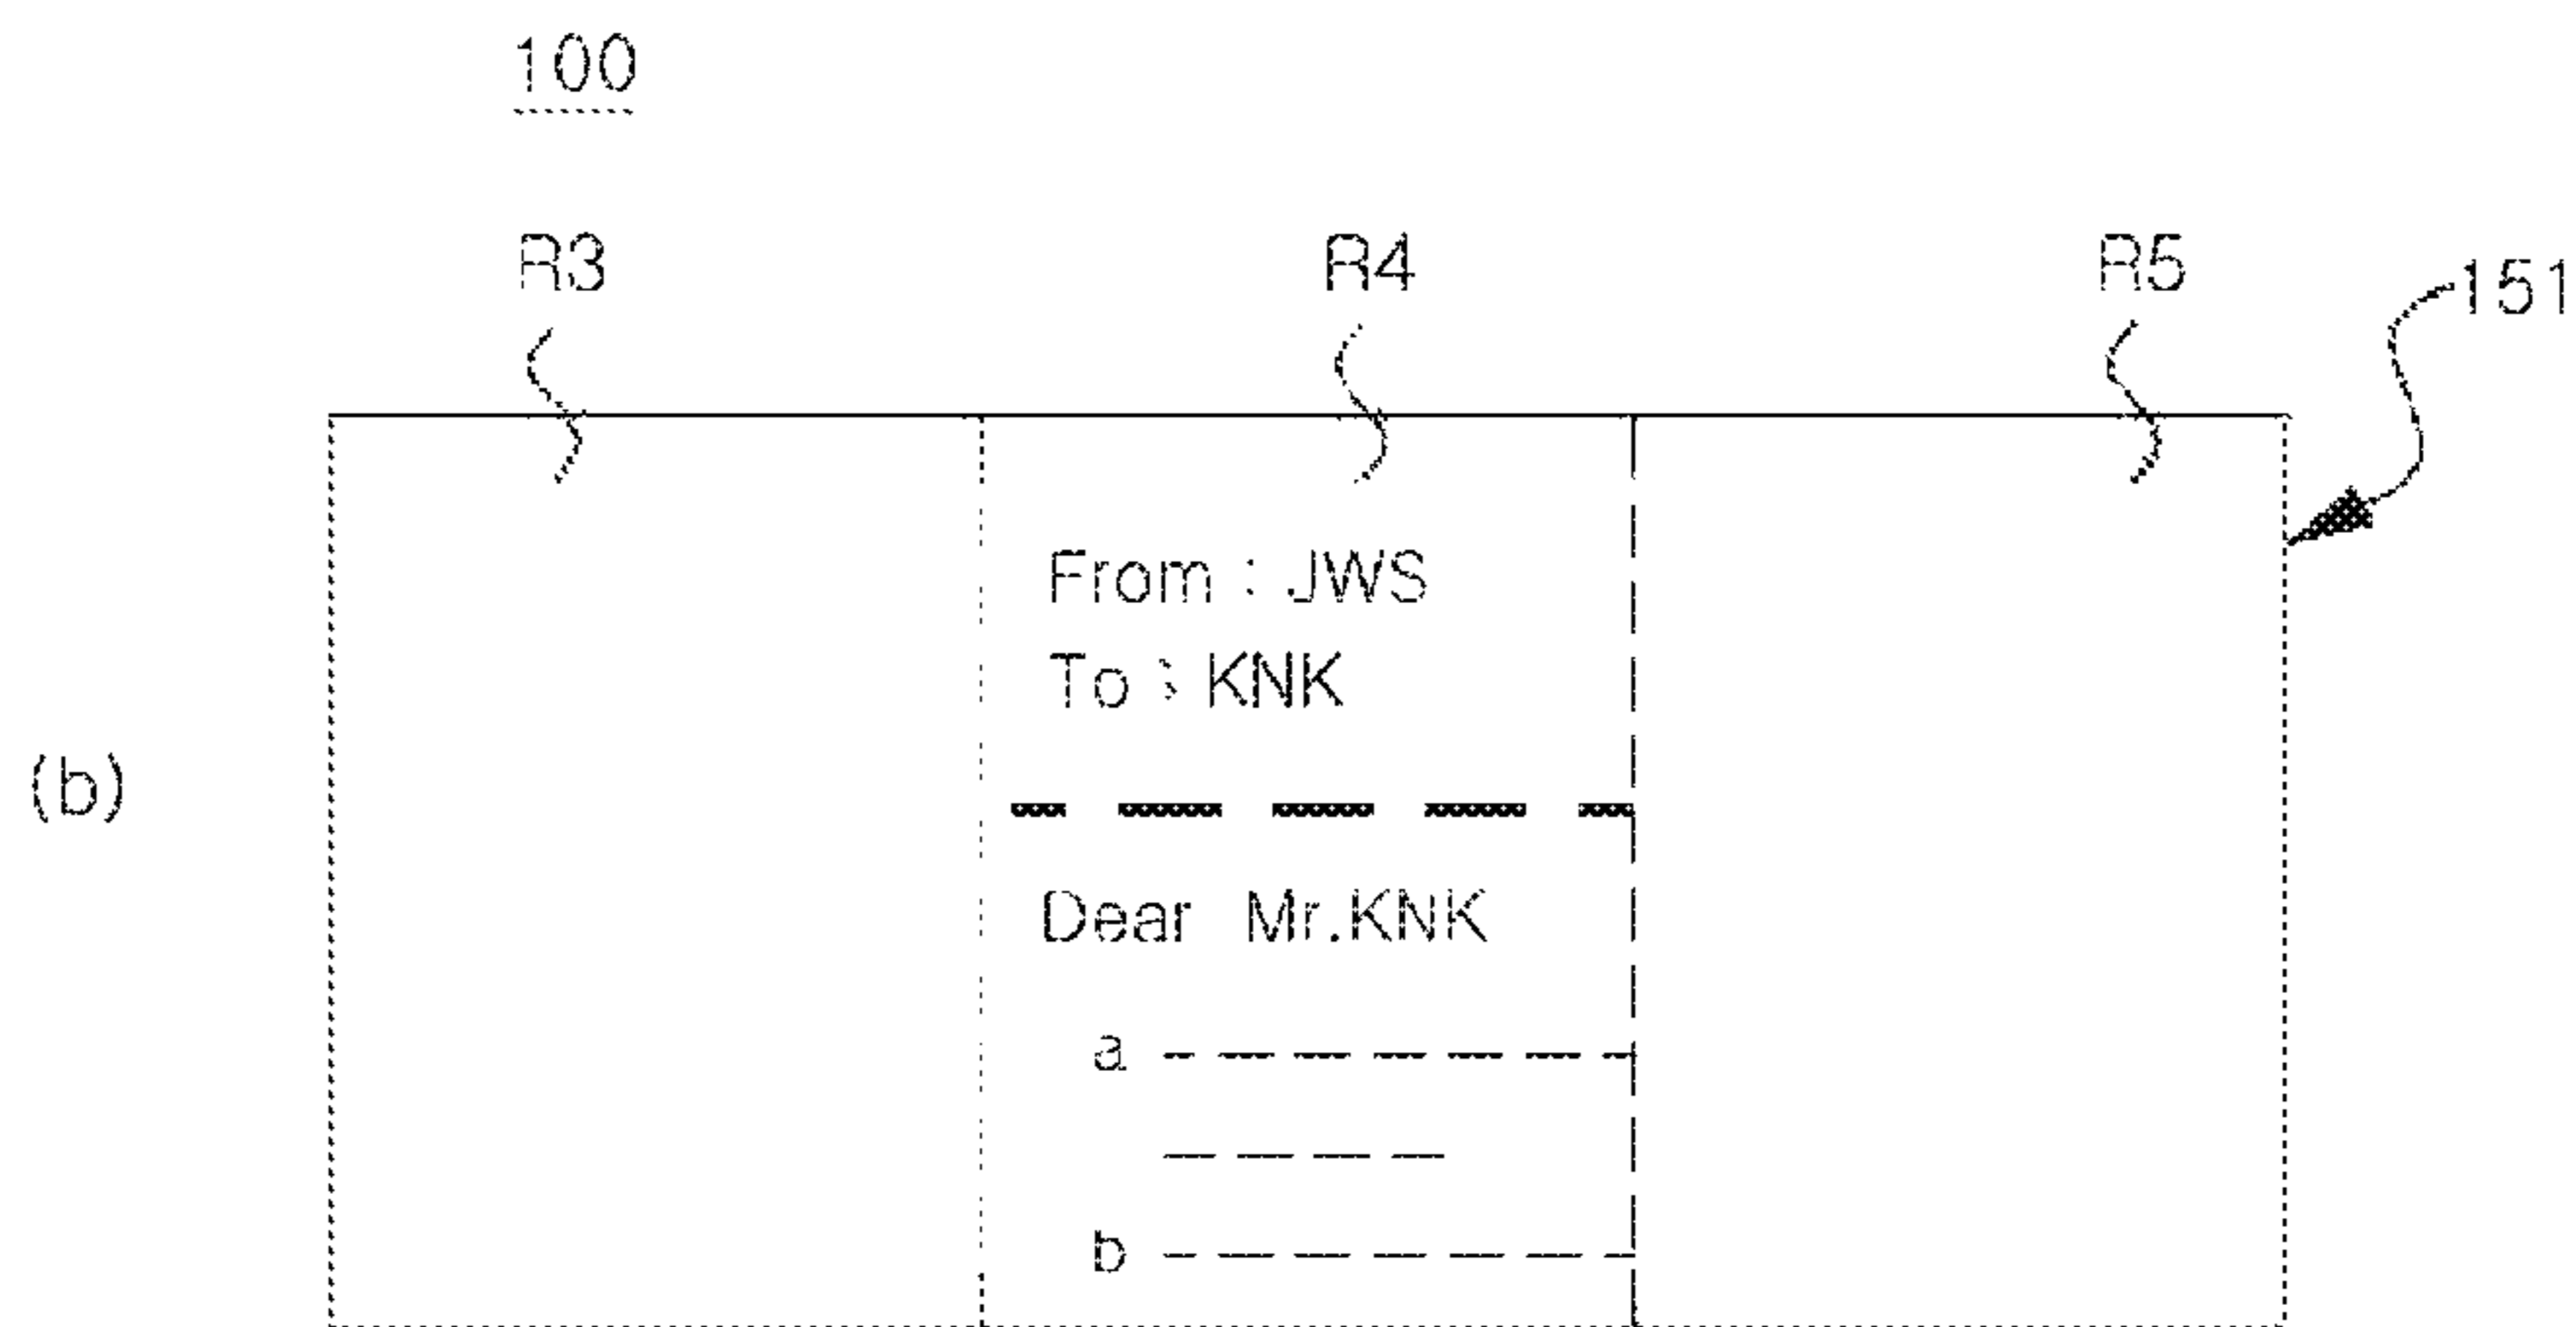 100
R3 R4 R5 151
From : JWS
To : KNK
(b)
Dear Mr.KNK
a
b